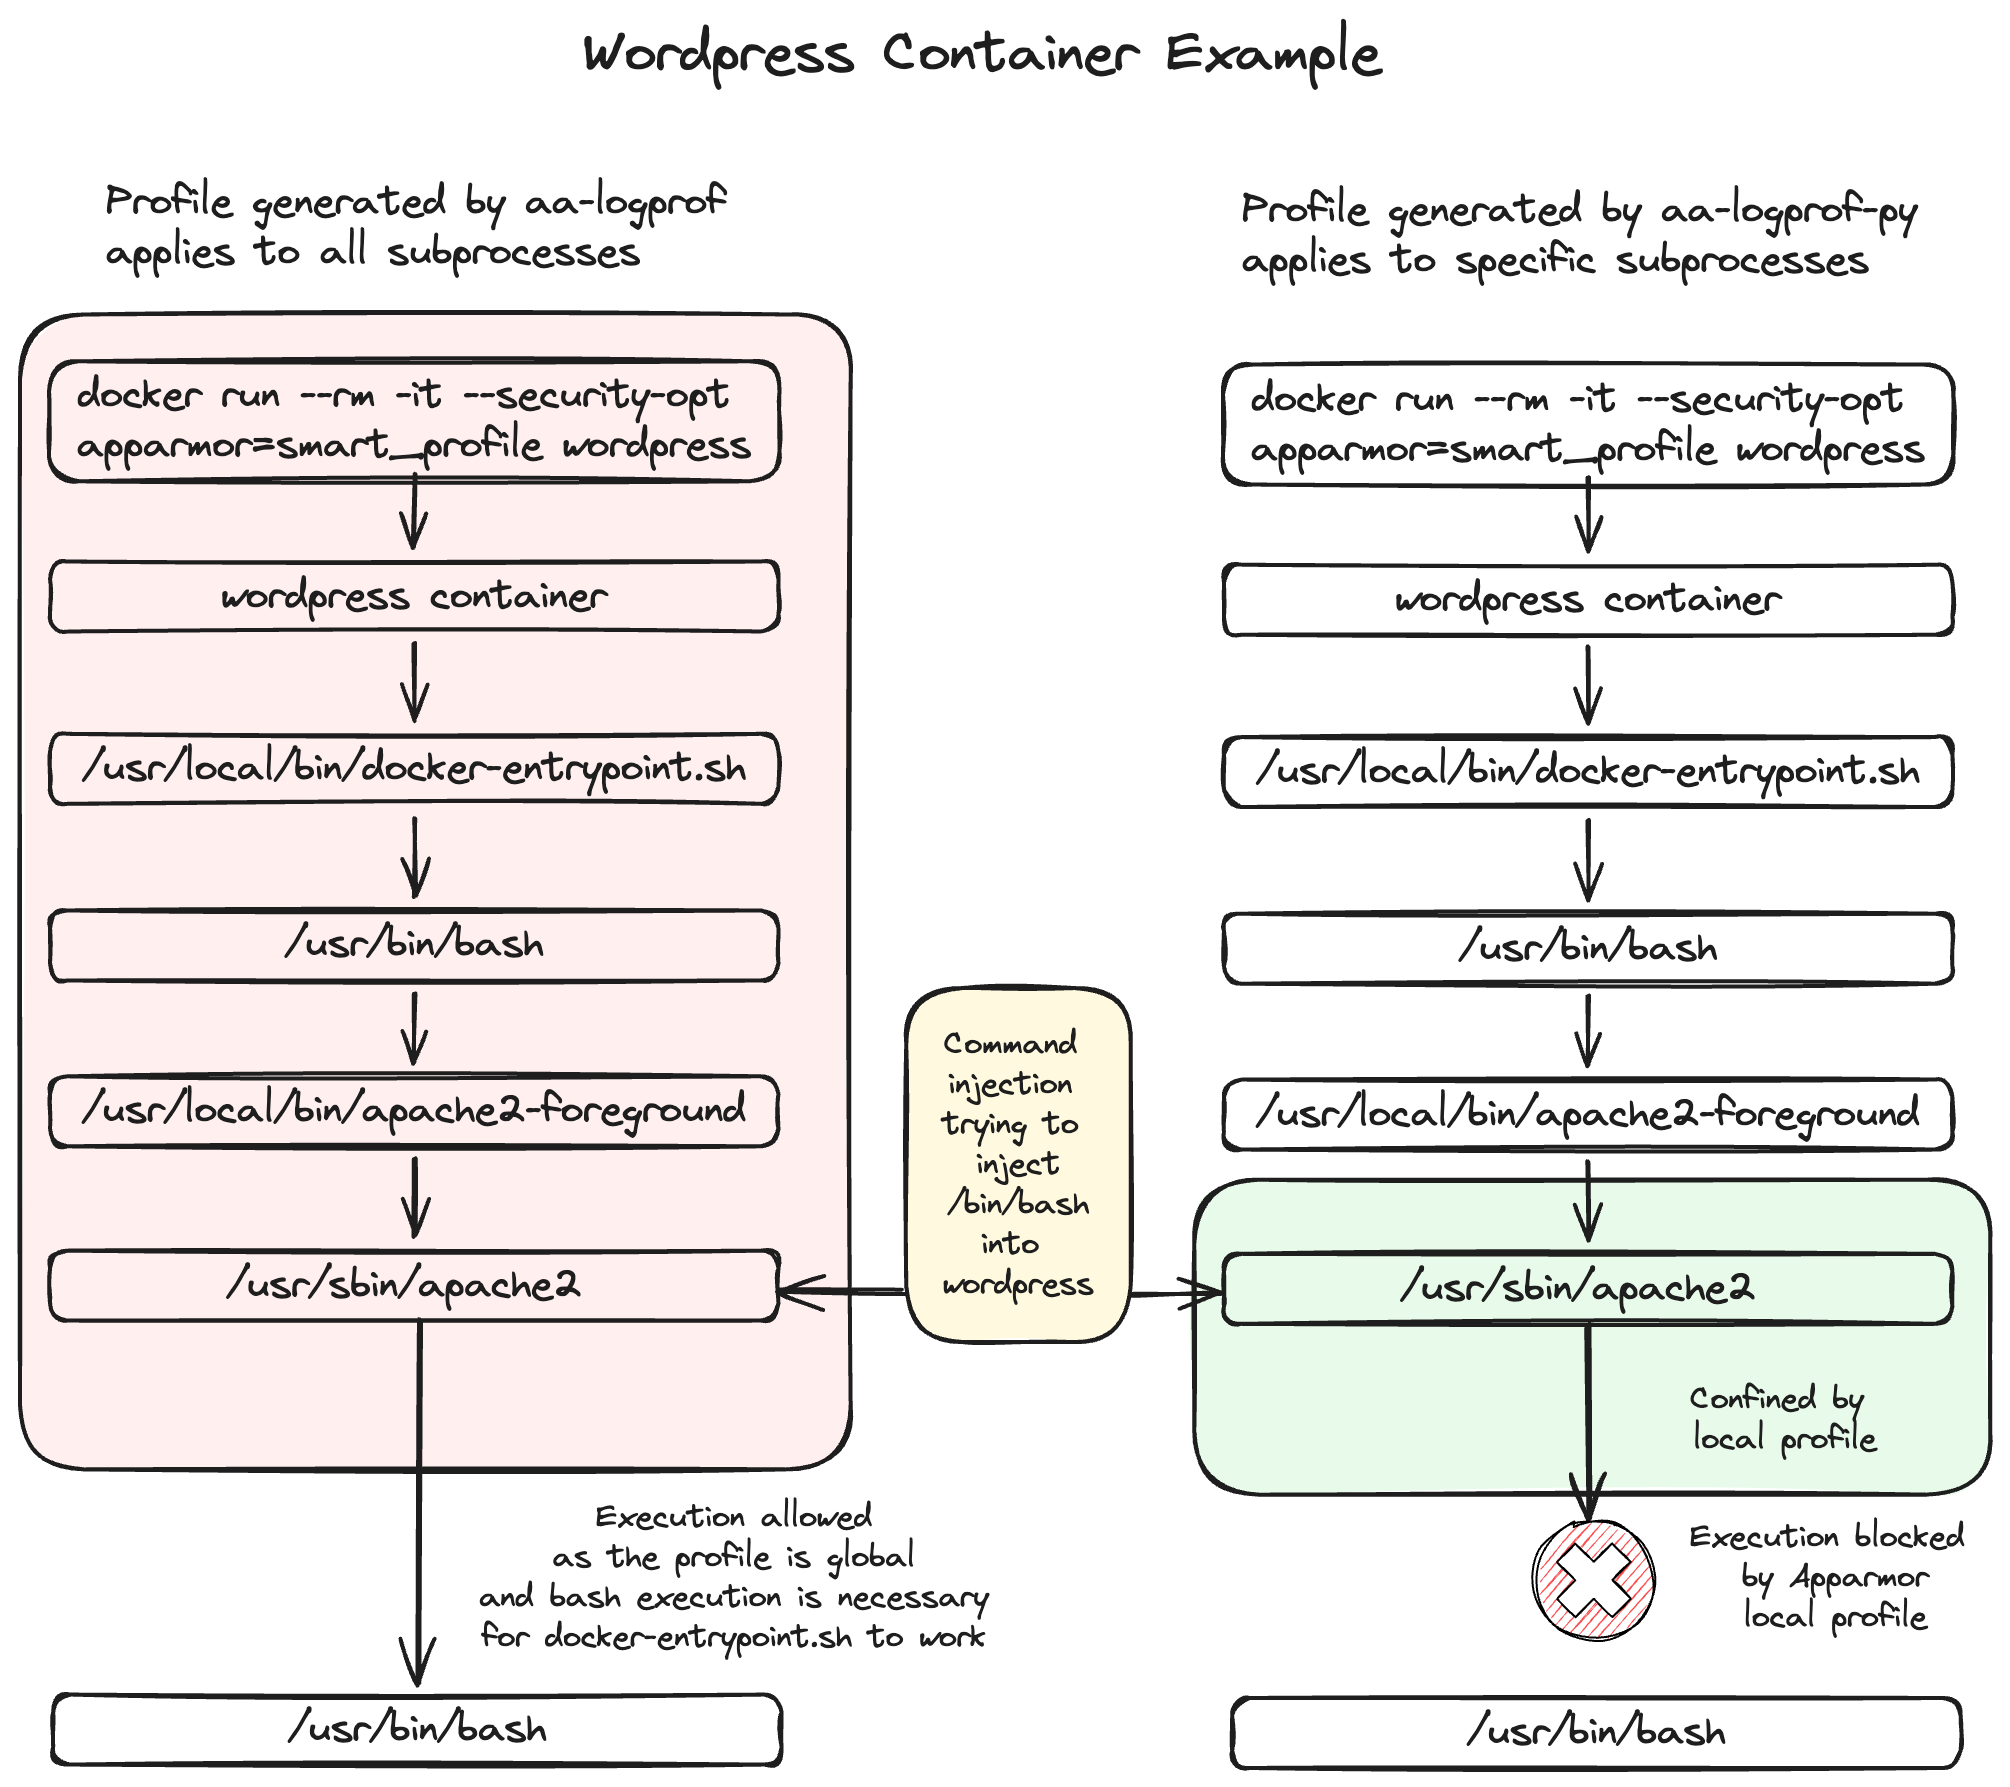 Wordpress Container Example
Profile generated by aa-logprof
applies to all subprocesses
docker run --rm -it --security-opt
apparmor=smart_profile wordpress
wordpress container
/usr/local/bin/docker-entrypoint.sh
/usr/bin/bash
/usr/local/bin/apache2-foreground
/usr/sbin/apache2
Execution allowed
as the profile is global
and bash execution is necessary
for docker-entrypoint.sh to work
/usr/bin/bash
Command
injection
trying to
inject
/bin/bash
into
wordpress
Profile generated by aa-logprof-py
applies to specific subprocesses
docker run --rm -it --security-opt
apparmor=smart_profile wordpress
wordpress container
/usr/local/bin/docker-entrypoint.sh
/usr/bin/bash
/usr/local/bin/apache2-foreground
/usr/sbin/apache2
Confined by
local profile
Execution blocked
by Apparmor
local profile
/usr/bin/bash